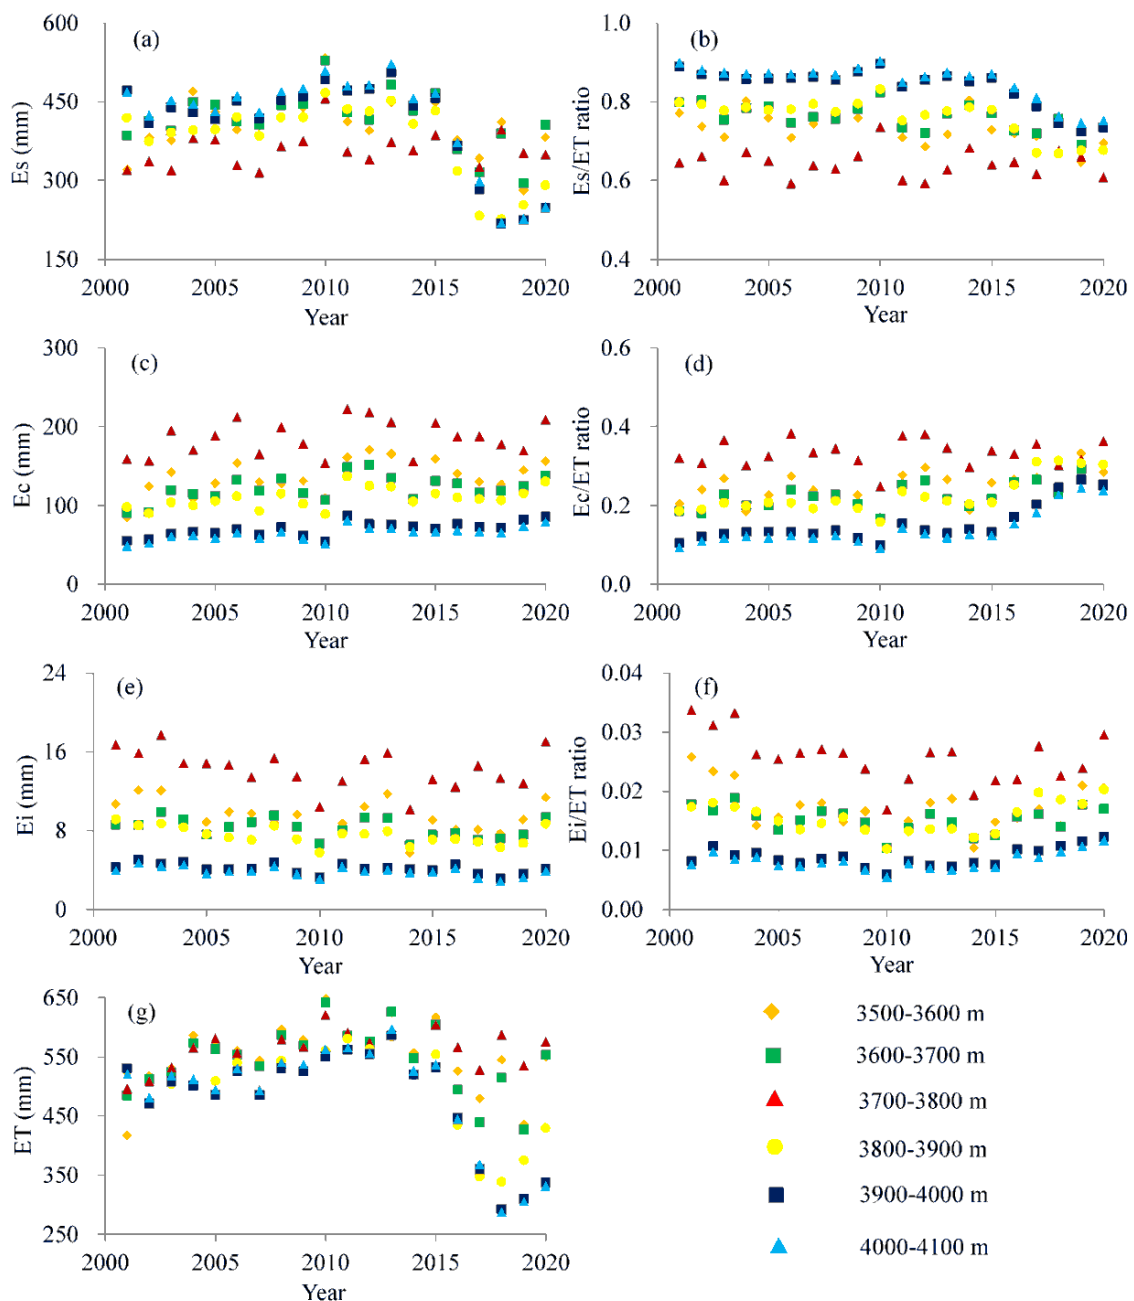 600 (a)
450
300
150
2000 2005 2010 2015 2020
Es (mm)
Year
1.0 (b)
0.8
0.6
0.4
2000 2005 2010 2015 2020
Es/ET ratio
Year
300 (c)
200
100
0
2000 2005 2010 2015 2020
Ec (mm)
Year
0.6 (d)
0.4
0.2
0.0
2000 2005 2010 2015 2020
Ec/ET ratio
Year
24 (e)
16
8
0
2000 2005 2010 2015 2020
Ei (mm)
Year
0.04 (f)
0.03
0.02
0.01
0.00
2000 2005 2010 2015 2020
Ei/ET ratio
Year
650 (g)
550
450
350
250
2000 2005 2010 2015 2020
ET (mm)
Year
3500-3600 m
3600-3700 m
3700-3800 m
3800-3900 m
3900-4000 m
4000-4100 m